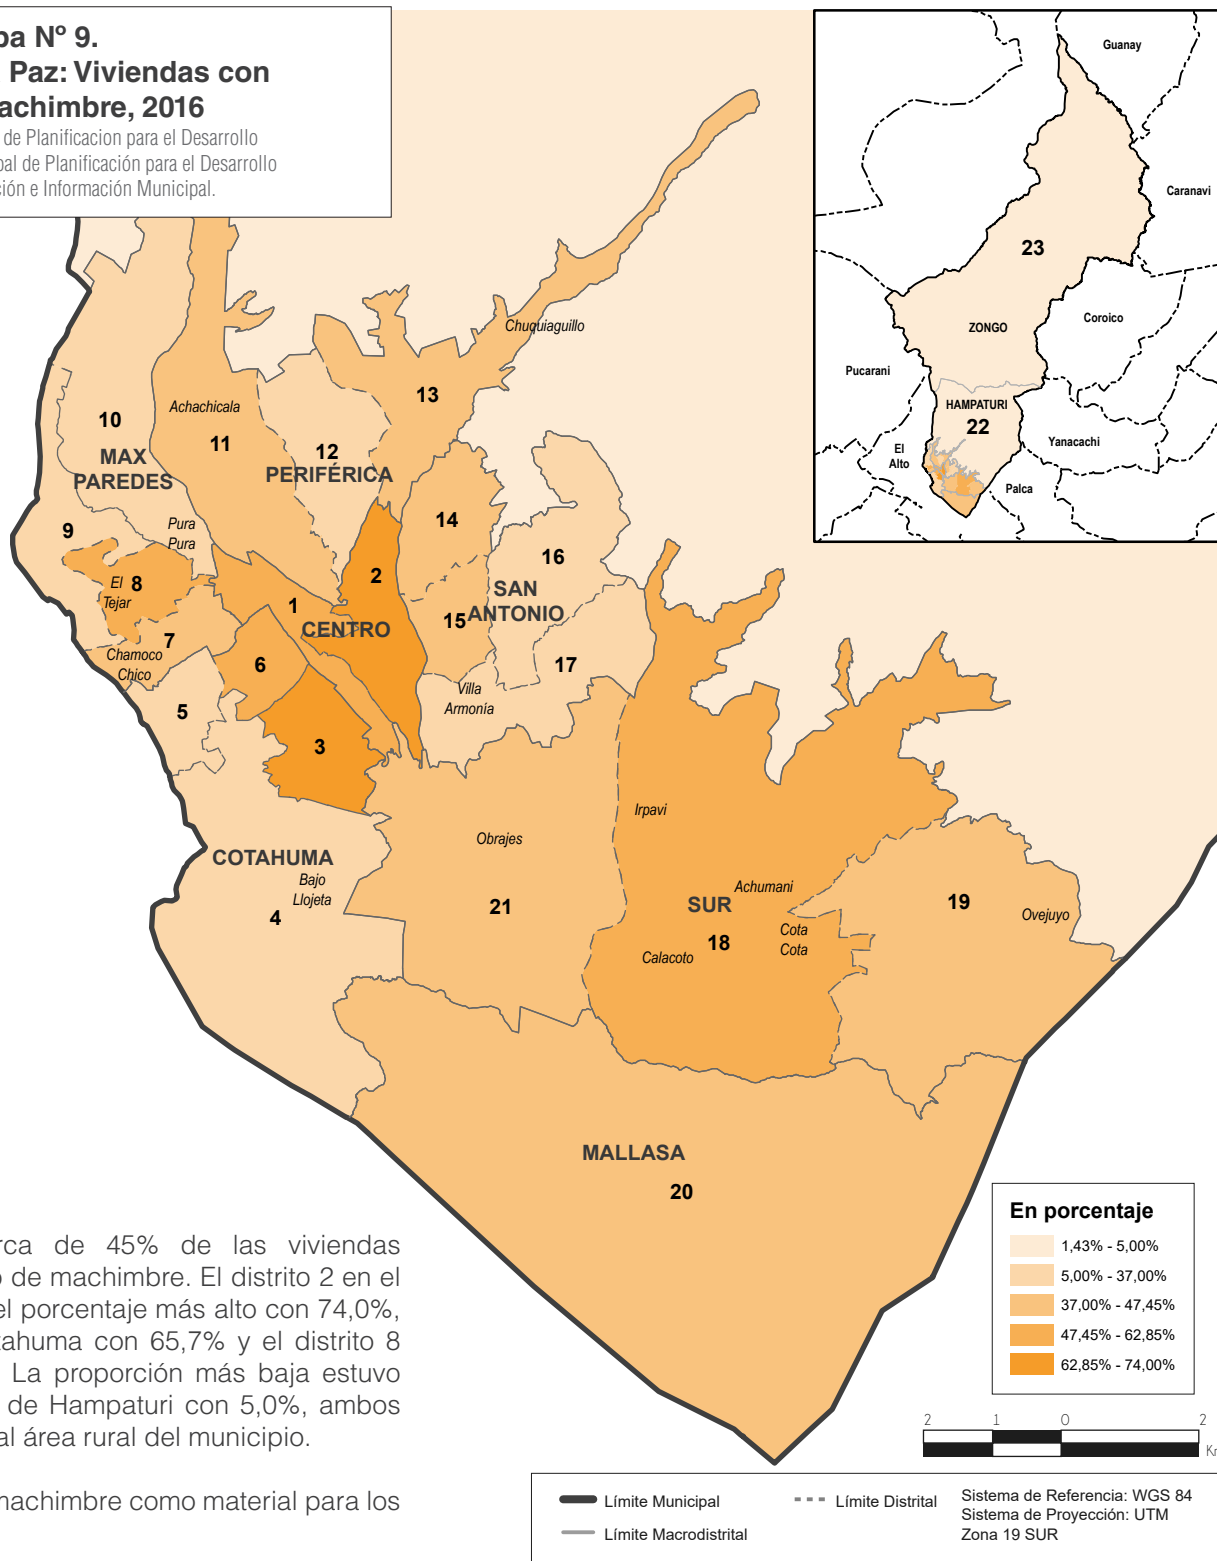 pa Nº 9.
Paz: Viviendas con
achimbre, 2016
de Planificacion para el Desarrollo
pal de Planificación para el Desarrollo
ción e Información Municipal.
Guanay
Caranavi
23
ZONGO
Coroico
Pucarani
HAMPATURI
22
Yanacachi
El
Alto
Palca
Chuquiaguillo
13
Achachicala
11
10
MAX
PAREDES
12
PERIFÉRICA
9
Pura
Pura
14
16
2
SAN
ANTONIO
El
Tejar
8
1
CENTRO
15
7
Chamoco
Chico
6
17
Villa
Armonía
5
3
Irpavi
Obrajes
COTAHUMA
Bajo
Llojeta
4
21
Achumani
SUR
18
Cota
Cota
Calacoto
19
Ovejuyo
MALLASA
20
En porcentaje
1,43% - 5,00%
5,00% - 37,00%
37,00% - 47,45%
47,45% - 62,85%
62,85% - 74,00%
rca de 45% de las viviendas
o de machimbre. El distrito 2 en el
el porcentaje más alto con 74,0%,
tahuma con 65,7% y el distrito 8
La proporción más baja estuvo
de Hampaturi con 5,0%, ambos
al área rural del municipio.
machimbre como material para los
2 1 0 2
Km
Límite Municipal
Límite Distrital
Límite Macrodistrital
Sistema de Referencia: WGS 84
Sistema de Proyección: UTM
Zona 19 SUR